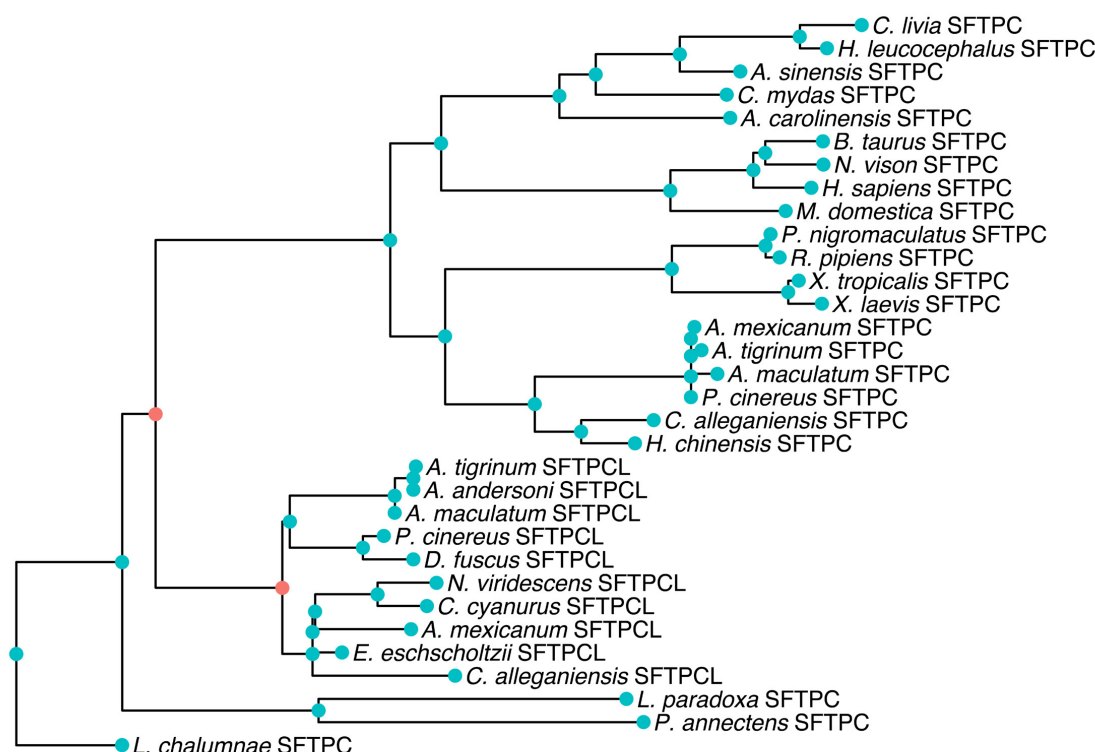 C. livia SFTPC
H. leucocephalus SFTPC
A. sinensis SFTPC
C. mydas SFTPC
A. carolinensis SFTPC
B. taurus SFTPC
N. vison SFTPC
H. sapiens SFTPC
M. domestica SFTPC
P. nigromaculatus SFTPC
R. pipiens SFTPC
X. tropicalis SFTPC
X. laevis SFTPC
A. mexicanum SFTPC
A. tigrinum SFTPC
A. maculatum SFTPC
P. cinereus SFTPC
C. alleganiensis SFTPC
H. chinensis SFTPC
A. tigrinum SFTPCL
A. andersoni SFTPCL
A. maculatum SFTPCL
P. cinereus SFTPCL
D. fuscus SFTPCL
N. viridescens SFTPCL
C. cyanurus SFTPCL
A. mexicanum SFTPCL
E. eschscholtzii SFTPCL
C. alleganiensis SFTPCL
L. paradoxa SFTPC
P. annectens SFTPC
L. chalumnae SFTPC